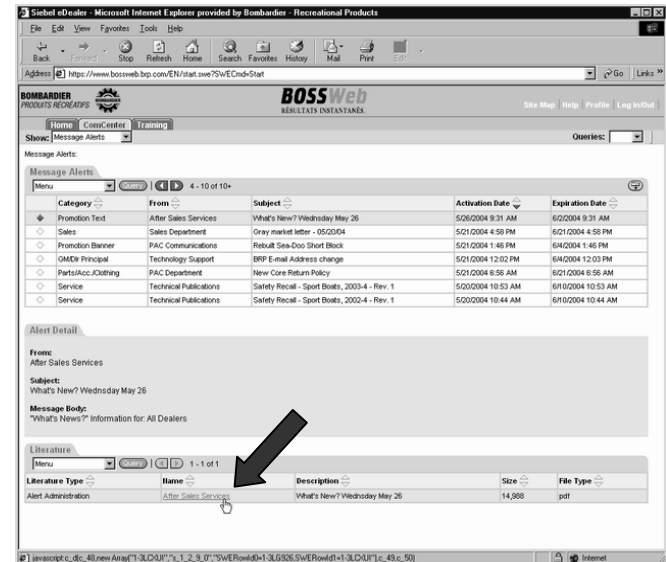 Siebel eDealer - Microsoft Internet Explorer provided by Bombardier - Recreational Products
File Edit View Favorites Tools Help
Back Forward Stop Refresh Home Search Favorites History Mail Print Edit
Address https://www.bossweb.brp.com/EN/start.swe?SWECmd=Start Go Links »
BOMBARDIER
PRODUITS RÉCRÉATIFS
BOSSWeb
RÉSULTATS INSTANTANÉS.
Site Map Help Profile Log In/Out
Home ComCenter Training
Show: Message Alerts Queries:
Message Alerts:
Message Alerts
Menu Query 4 - 10 of 10+
Category From Subject Activation Date Expiration Date
Promotion Text After Sales Services What's New? Wednsday May 26 5/26/2004 9:31 AM 6/2/2004 9:31 AM
Sales Sales Department Gray market letter - 05/20/04 5/21/2004 4:58 PM 6/21/2004 4:58 PM
Promotion Banner PAC Communications Rebuilt Sea-Doo Short Block 5/21/2004 1:46 PM 6/4/2004 1:46 PM
GM/Dlr Principal Technology Support BRP E-mail Address change 5/21/2004 12:02 PM 6/4/2004 12:03 PM
Parts/Acc./Clothing PAC Department New Core Return Policy 5/21/2004 6:56 AM 6/21/2004 6:56 AM
Service Technical Publications Safety Recall - Sport Boats, 2003-4 - Rev. 1 5/20/2004 10:53 AM 6/10/2004 10:53 AM
Service Technical Publications Safety Recall - Sport Boats, 2002-4 - Rev. 1 5/20/2004 10:44 AM 6/10/2004 10:44 AM
Alert Detail
From:
After Sales Services
Subject:
What's New? Wednsday May 26
Message Body:
"What's News?" Information for: All Dealers
Literature
Menu Query 1 - 1 of 1
Literature Type Name Description Size File Type
Alert Administration After Sales Services What's New? Wednsday May 26 14,988 pdf
Internet